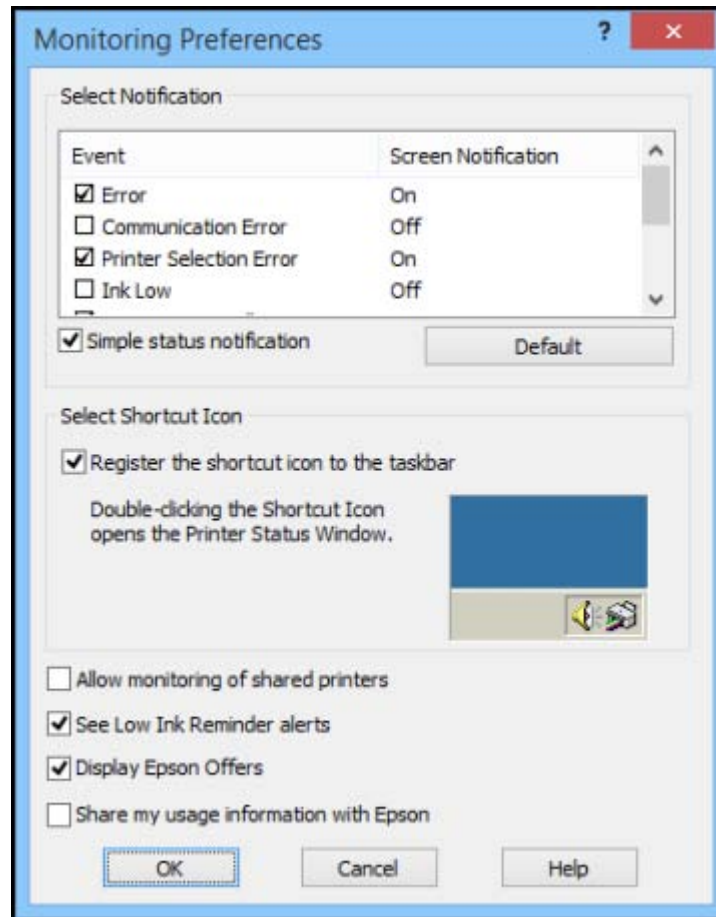 Monitoring Preferences ?
Select Notification
Event Screen Notification
Error On
Communication Error Off
Printer Selection Error On
Ink Low Off
Simple status notification Default
Select Shortcut Icon
Register the shortcut icon to the taskbar
Double-clicking the Shortcut Icon
opens the Printer Status Window.
Allow monitoring of shared printers
See Low Ink Reminder alerts
Display Epson Offers
Share my usage information with Epson
OK Cancel Help